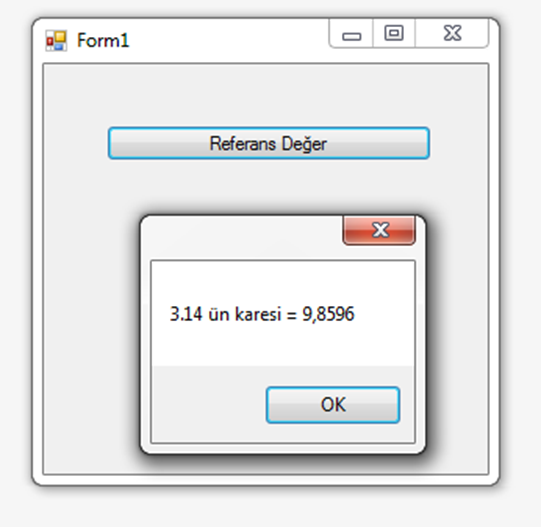 Form1
Referans Değer
3.14 ün karesi = 9,8596
OK